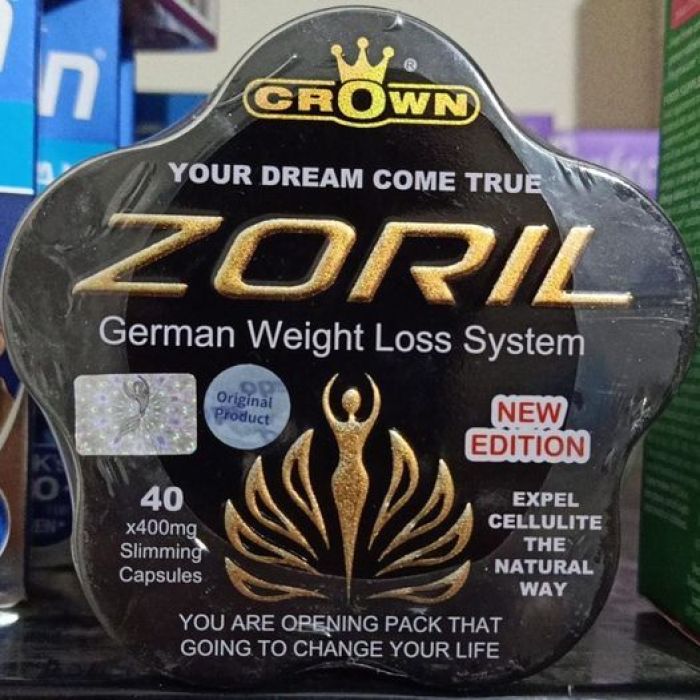 CROWN
®
YOUR DREAM COME TRUE
ZORIL
German Weight Loss System
Original
Product
NEW
EDITION
40
x400mg
Slimming
Capsules
EXPEL
CELLULITE
THE
NATURAL
WAY
YOU ARE OPENING PACK THAT
GOING TO CHANGE YOUR LIFE